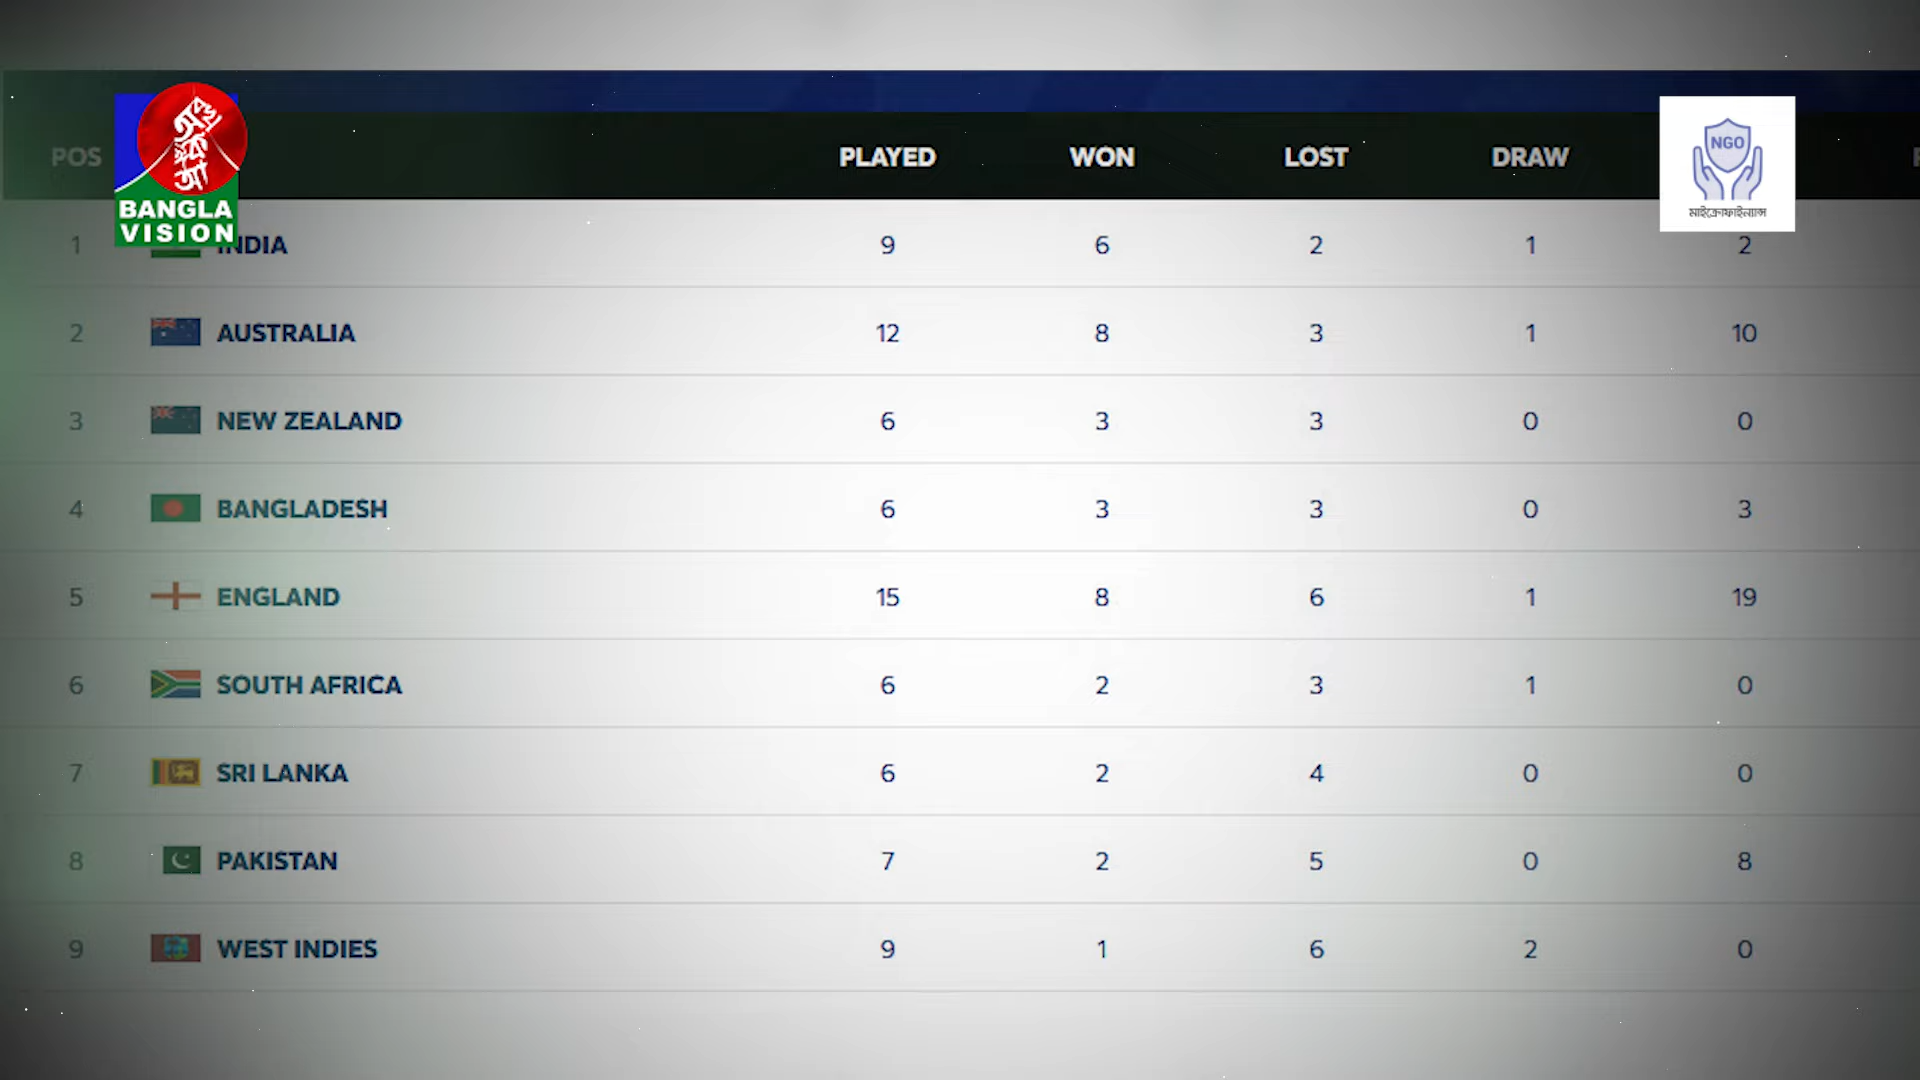 POS PLAYED WON LOST DRAW
BANGLA
VISION
NGO
মাইক্রোফাইন্যান্স
1 INDIA 9 6 2 1 2
2 AUSTRALIA 12 8 3 1 10
3 NEW ZEALAND 6 3 3 0 0
4 BANGLADESH 6 3 3 0 3
5 ENGLAND 15 8 6 1 19
6 SOUTH AFRICA 6 2 3 1 0
7 SRI LANKA 6 2 4 0 0
8 PAKISTAN 7 2 5 0 8
9 WEST INDIES 9 1 6 2 0